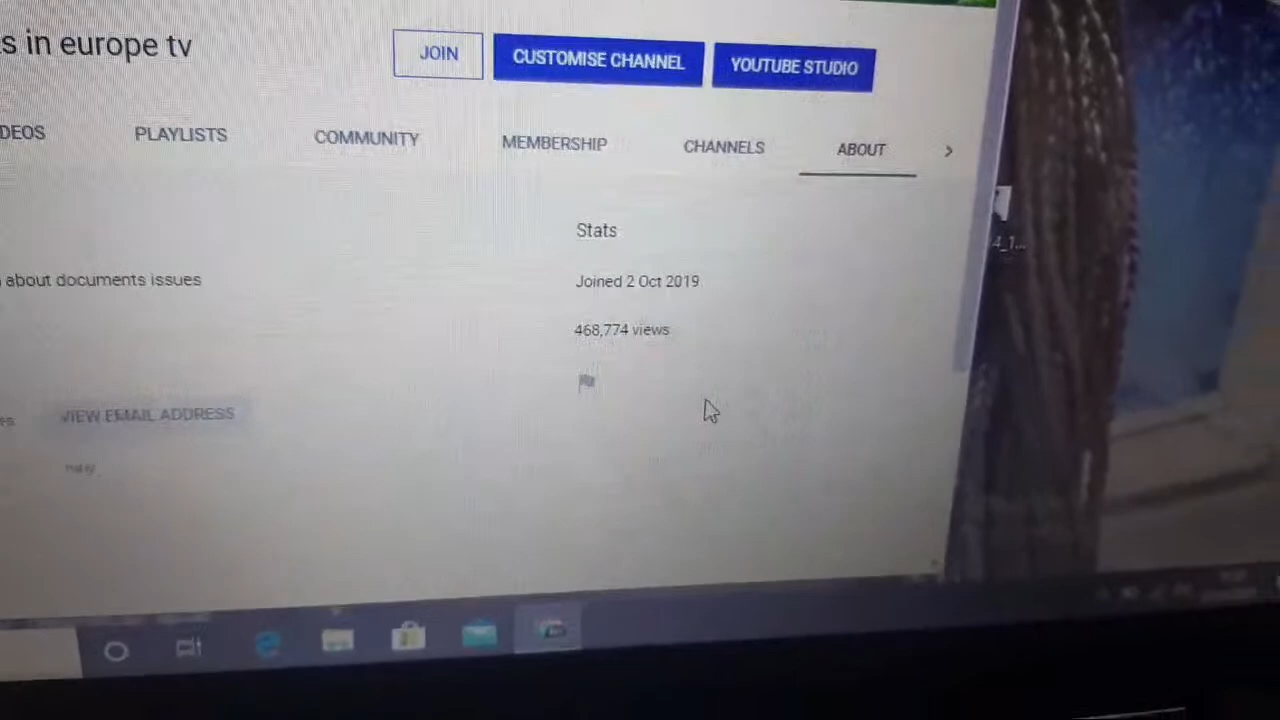 s in europe tv
JOIN
CUSTOMISE CHANNEL
YOUTUBE STUDIO
DEOS
PLAYLISTS
COMMUNITY
MEMBERSHIP
CHANNELS
ABOUT
Stats
about documents issues
Joined 2 Oct 2019
468,774 views
VIEW EMAIL ADDRESS